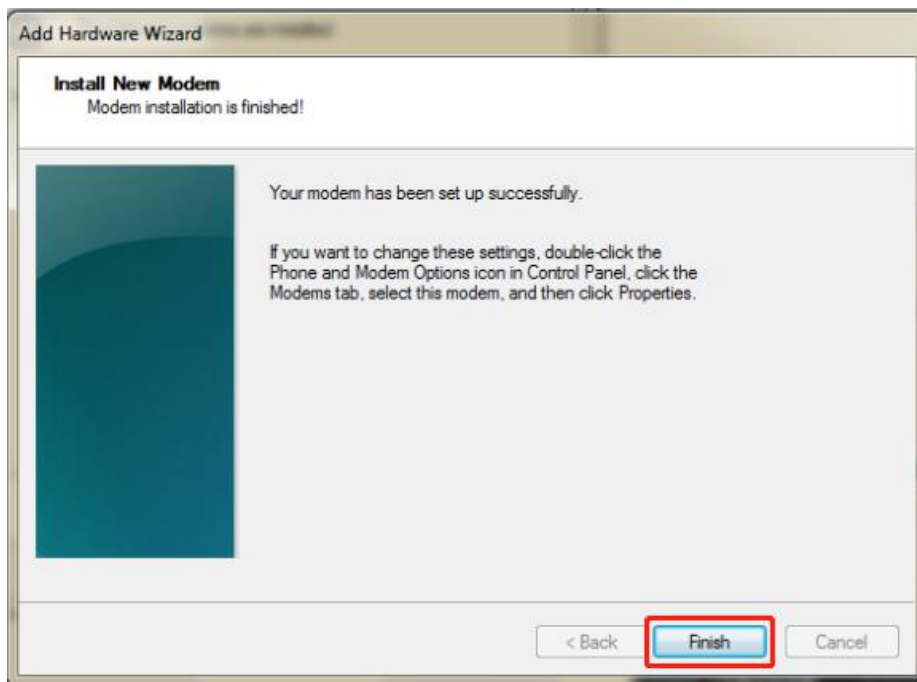 Add Hardware Wizard
Install New Modem
Modem installation is finished!
Your modem has been set up successfully.
If you want to change these settings, double-click the
Phone and Modem Options icon in Control Panel, click the
Modems tab, select this modem, and then click Properties.
< Back
Finish
Cancel